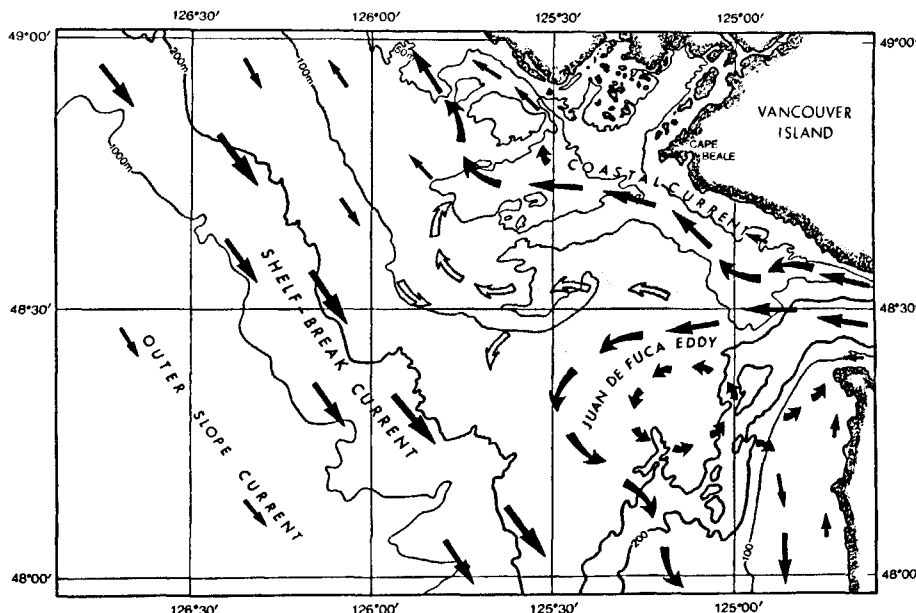 126°30' 126°00' 125°30' 125°00'
49°00' 49°00'
200m
100m
50m
1000m
VANCOUVER
ISLAND
CAPE
BEALE
COASTAL CURRENT
SHELF-BREAK CURRENT
48°30' 48°30'
JUAN DE FUCA EDDY
OUTER SLOPE CURRENT
200
100
48°00' 48°00'
126°30' 126°00' 125°30' 125°00'